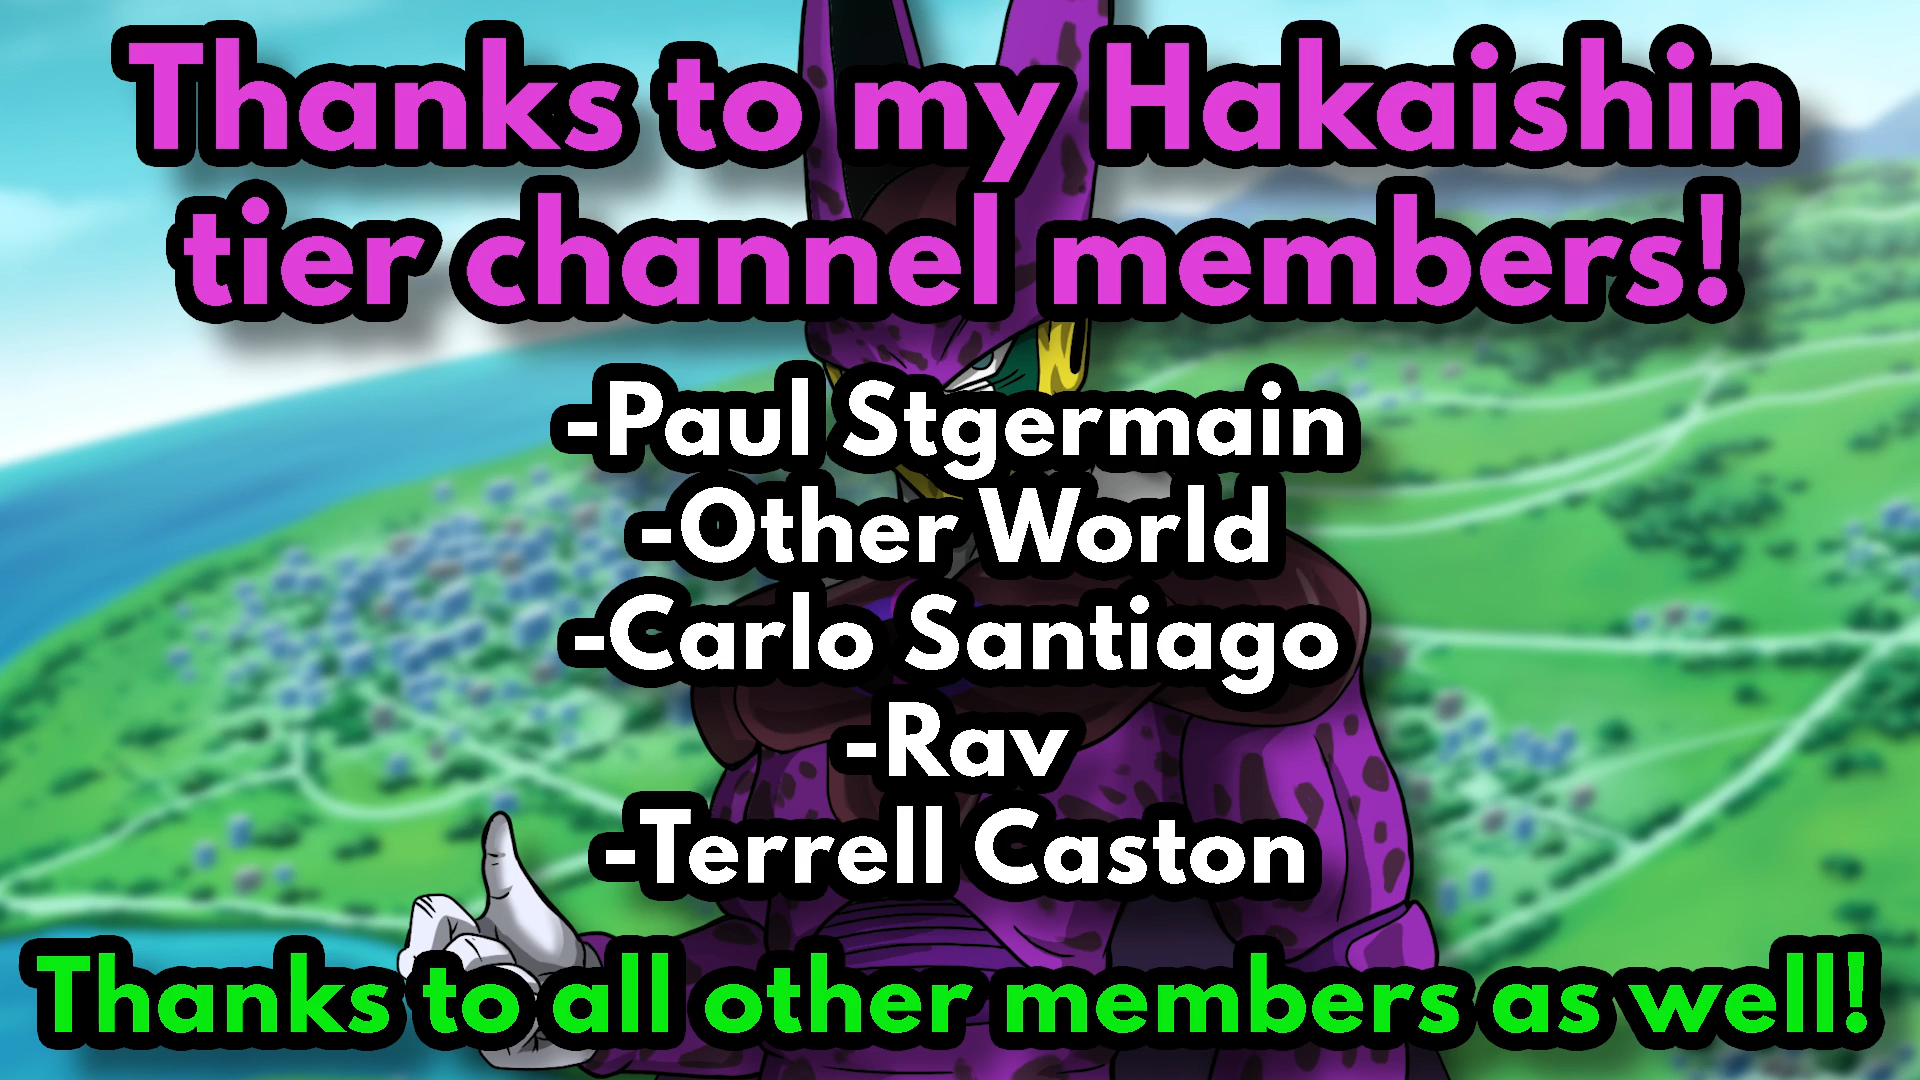 Thanks to my Hakaishin
tier channel members!
-Paul Stgermain
-Other World
-Carlo Santiago
-Rav
-Terrell Caston
Thanks to all other members as well!